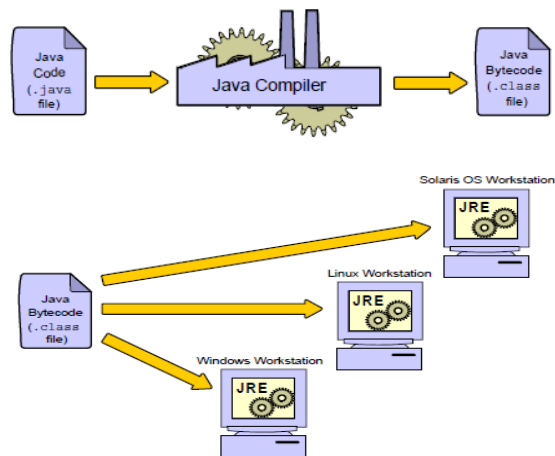 Java
Code
(.java
file)
Java Compiler
Java
Bytecode
(.class
file)
Solaris OS Workstation
JRE
Linux Workstation
JRE
Java
Bytecode
(.class
file)
Windows Workstation
JRE